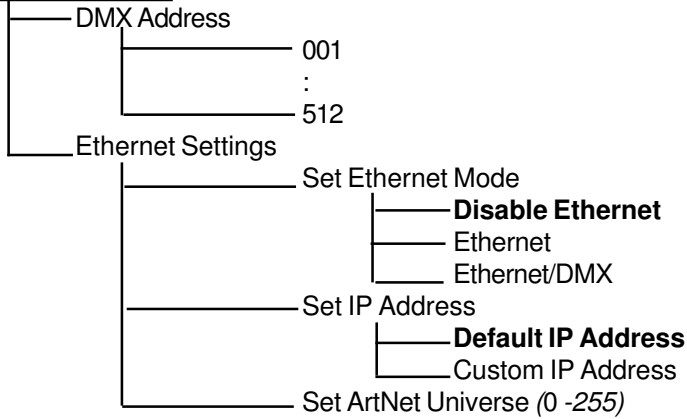 DMX Address
001
:
512
Ethernet Settings
Set Ethernet Mode
Disable Ethernet
Ethernet
Ethernet/DMX
Set IP Address
Default IP Address
Custom IP Address
Set ArtNet Universe (0 -255)